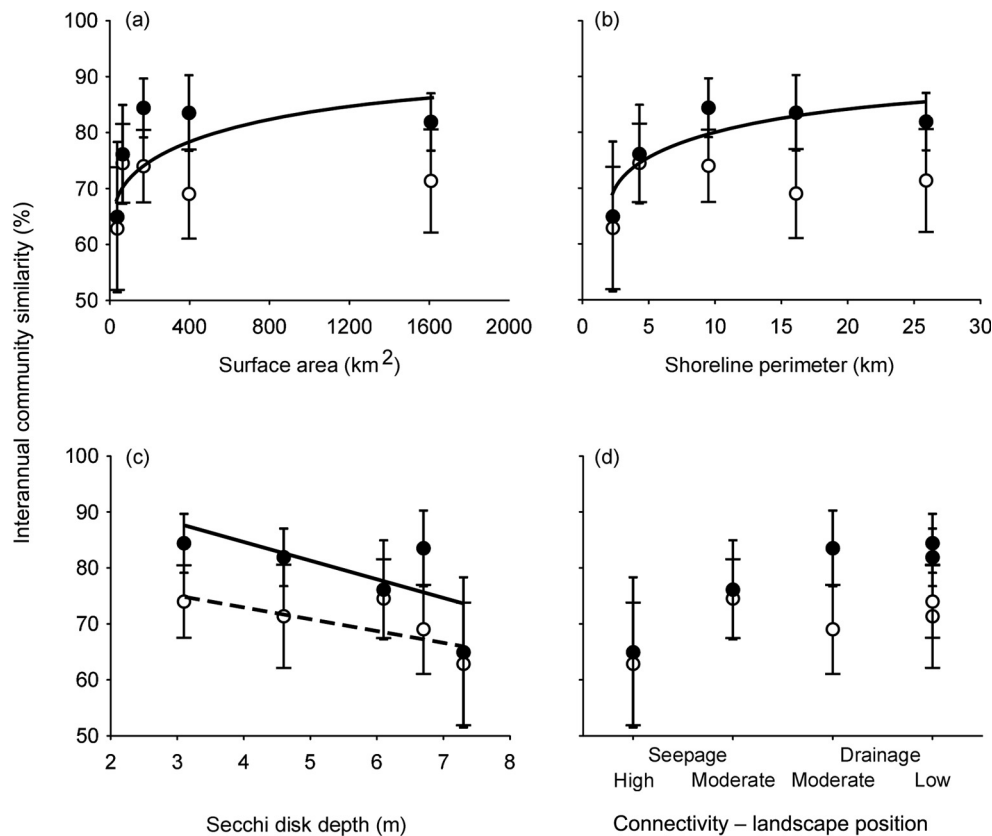 (a)
(b)
100
90
80
70
60
50
0 400 800 1200 1600 2000
0 5 10 15 20 25 30
Surface area (km²)
Shoreline perimeter (km)
Interannual community similarity (%)
(c)
(d)
100
90
80
70
60
50
2 3 4 5 6 7 8
Seepage Drainage
High Moderate Moderate Low
Secchi disk depth (m)
Connectivity – landscape position